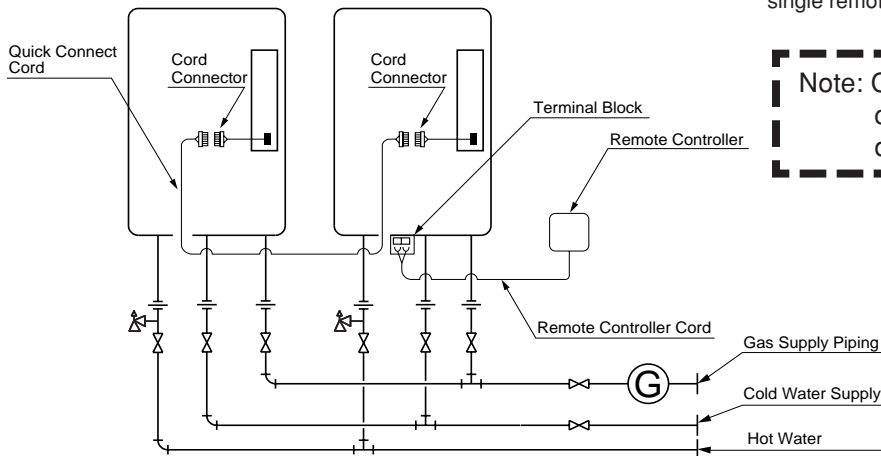 single remo
Quick Connect
Cord
Cord
Connector
Cord
Connector
Terminal Block
Remote Controller
Note:
Remote Controller Cord
G
Gas Supply Piping
Cold Water Supply
Hot Water